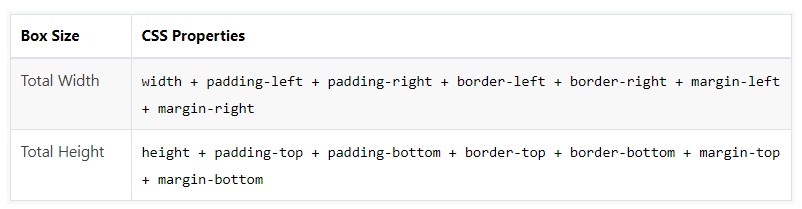 Box Size CSS Properties
Total Width width + padding-left + padding-right + border-left + border-right + margin-left
+ margin-right
Total Height height + padding-top + padding-bottom + border-top + border-bottom + margin-top
+ margin-bottom